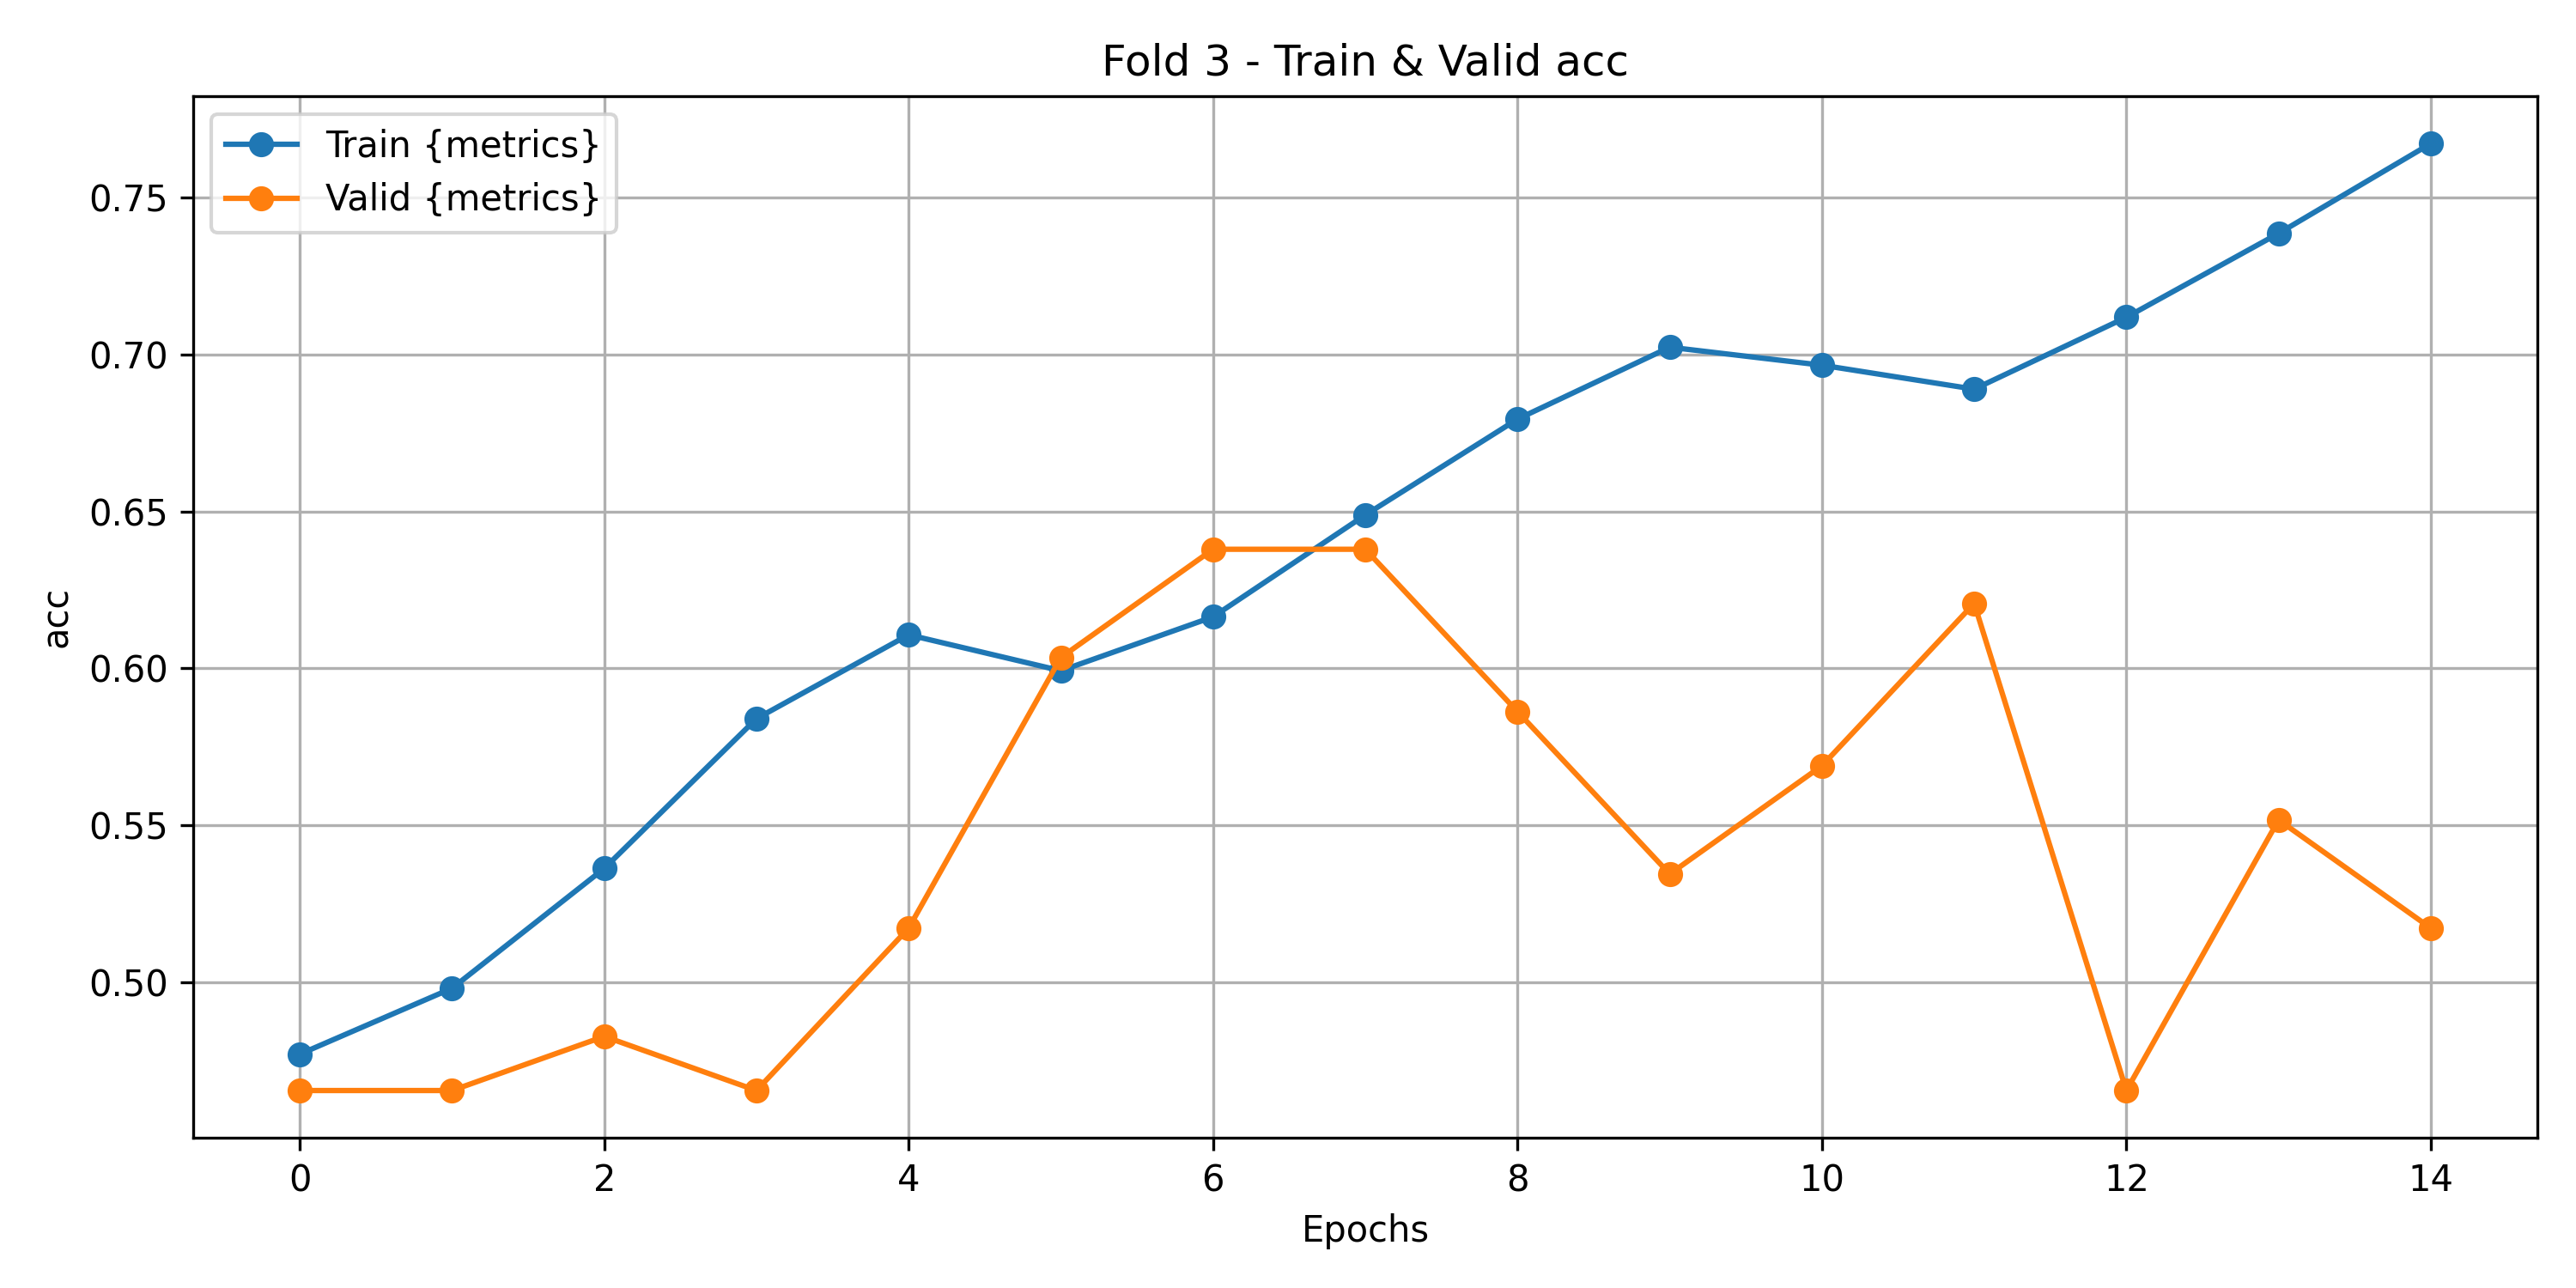 Fold 3 - Train & Valid acc
Train {metrics}
Valid {metrics}
0.75
0.70
0.65
0.60
0.55
0.50
acc
0 2 4 6 8 10 12 14
Epochs